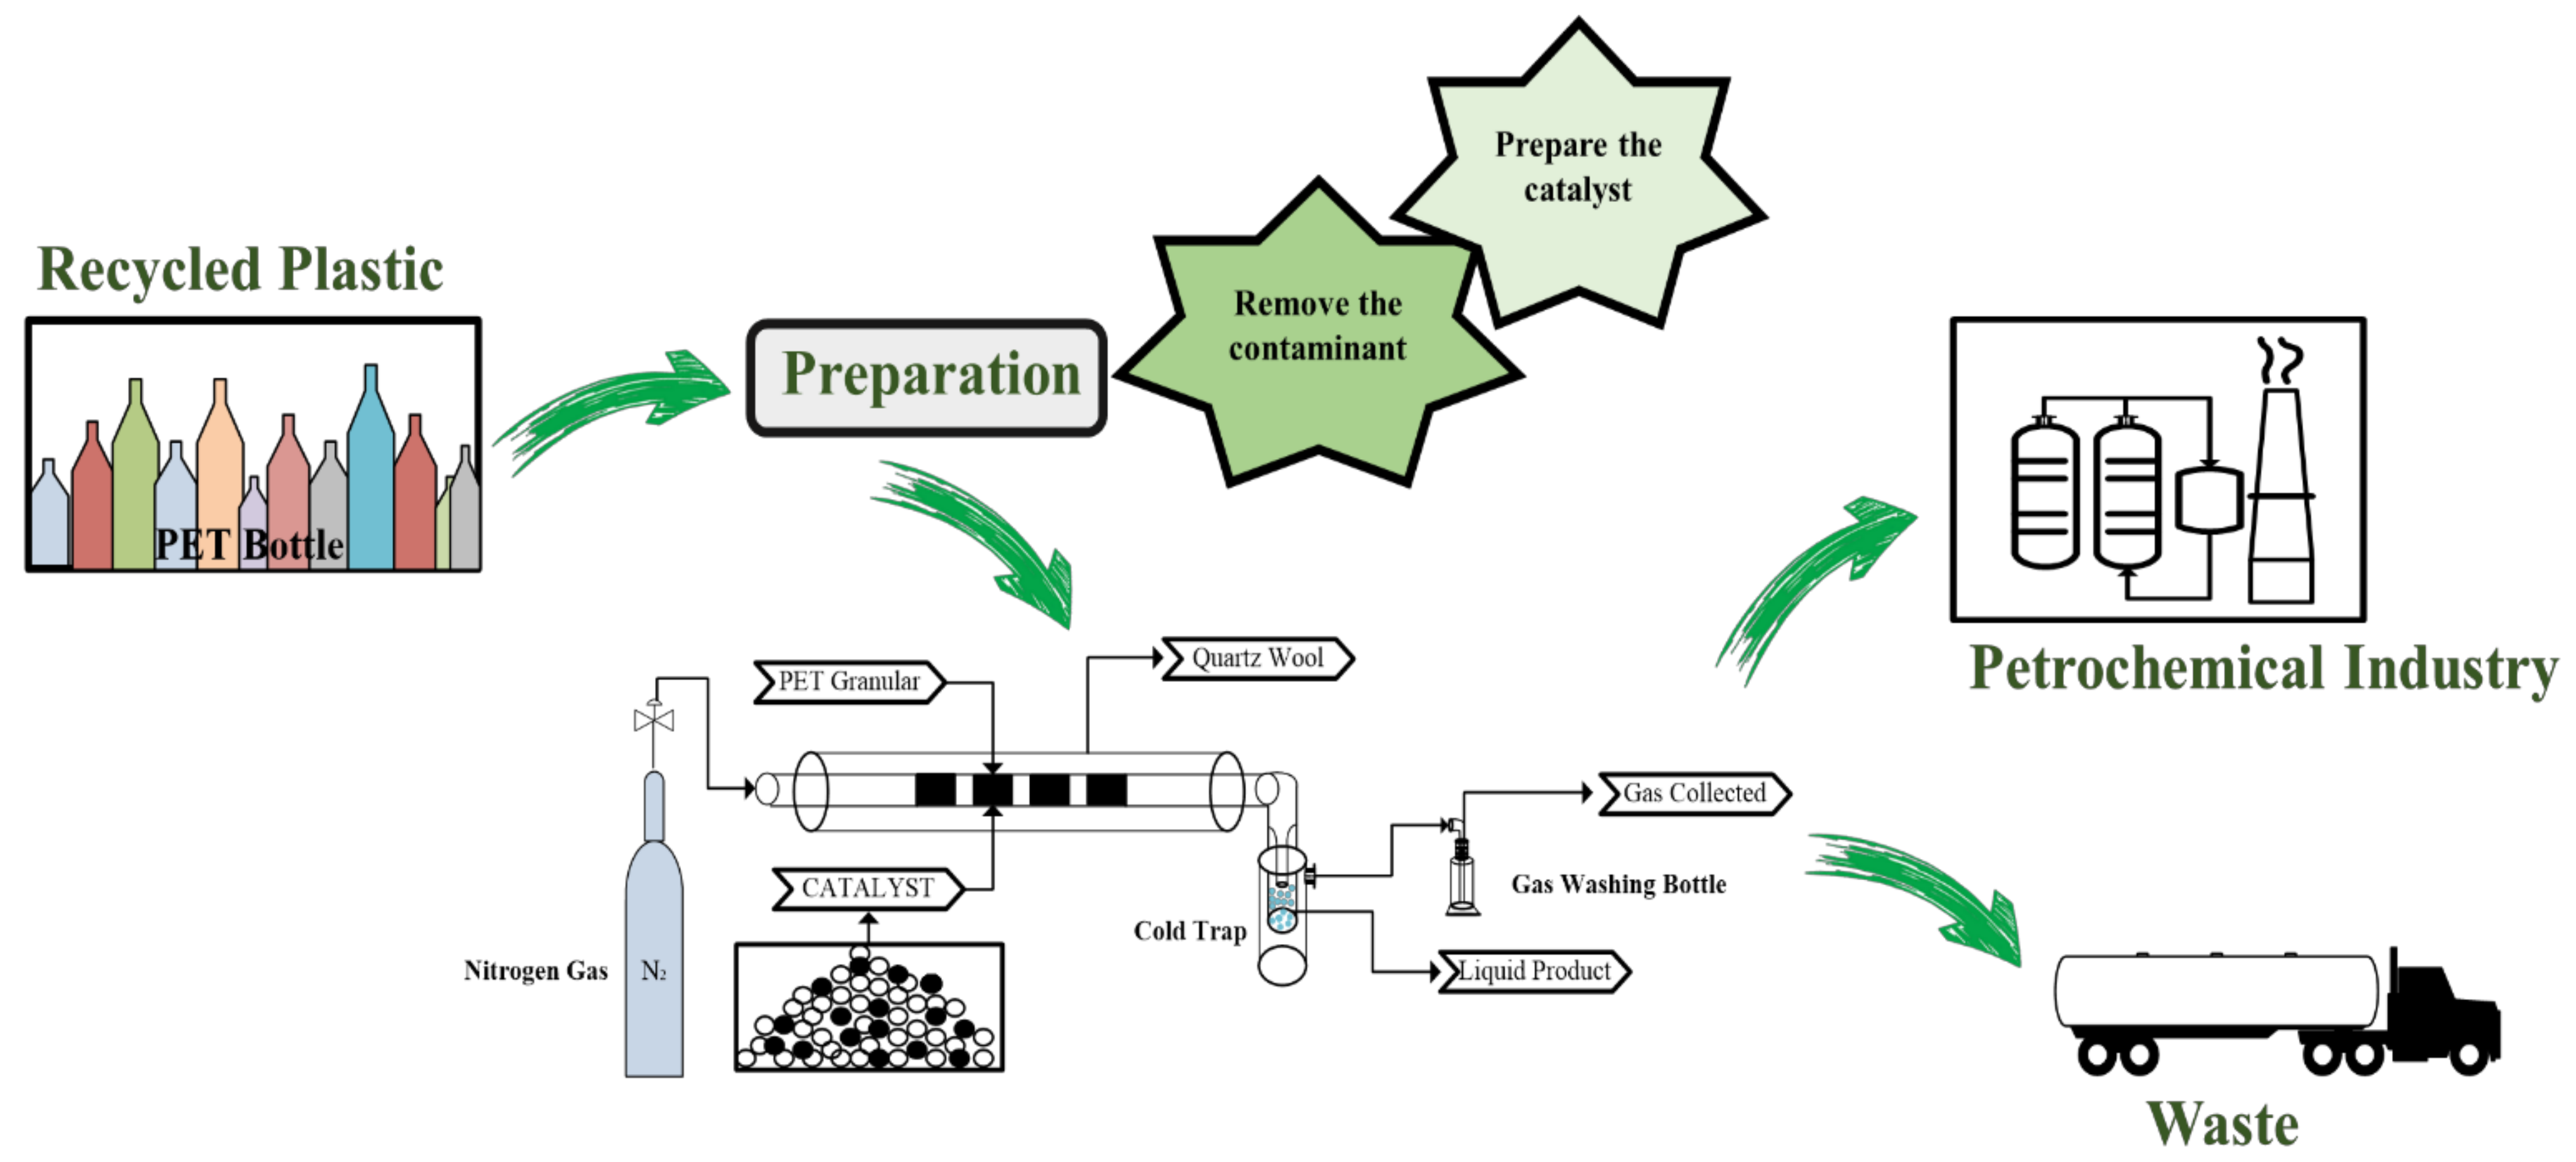 Prepare the
catalyst
Remove the
contaminant
Recycled Plastic
PET Bottle
Preparation
Quartz Wool
PET Granular
Petrochemical Industry
Gas Collected
CATALYST
Gas Washing Bottle
Cold Trap
Nitrogen Gas
N₂
Liquid Product
Waste